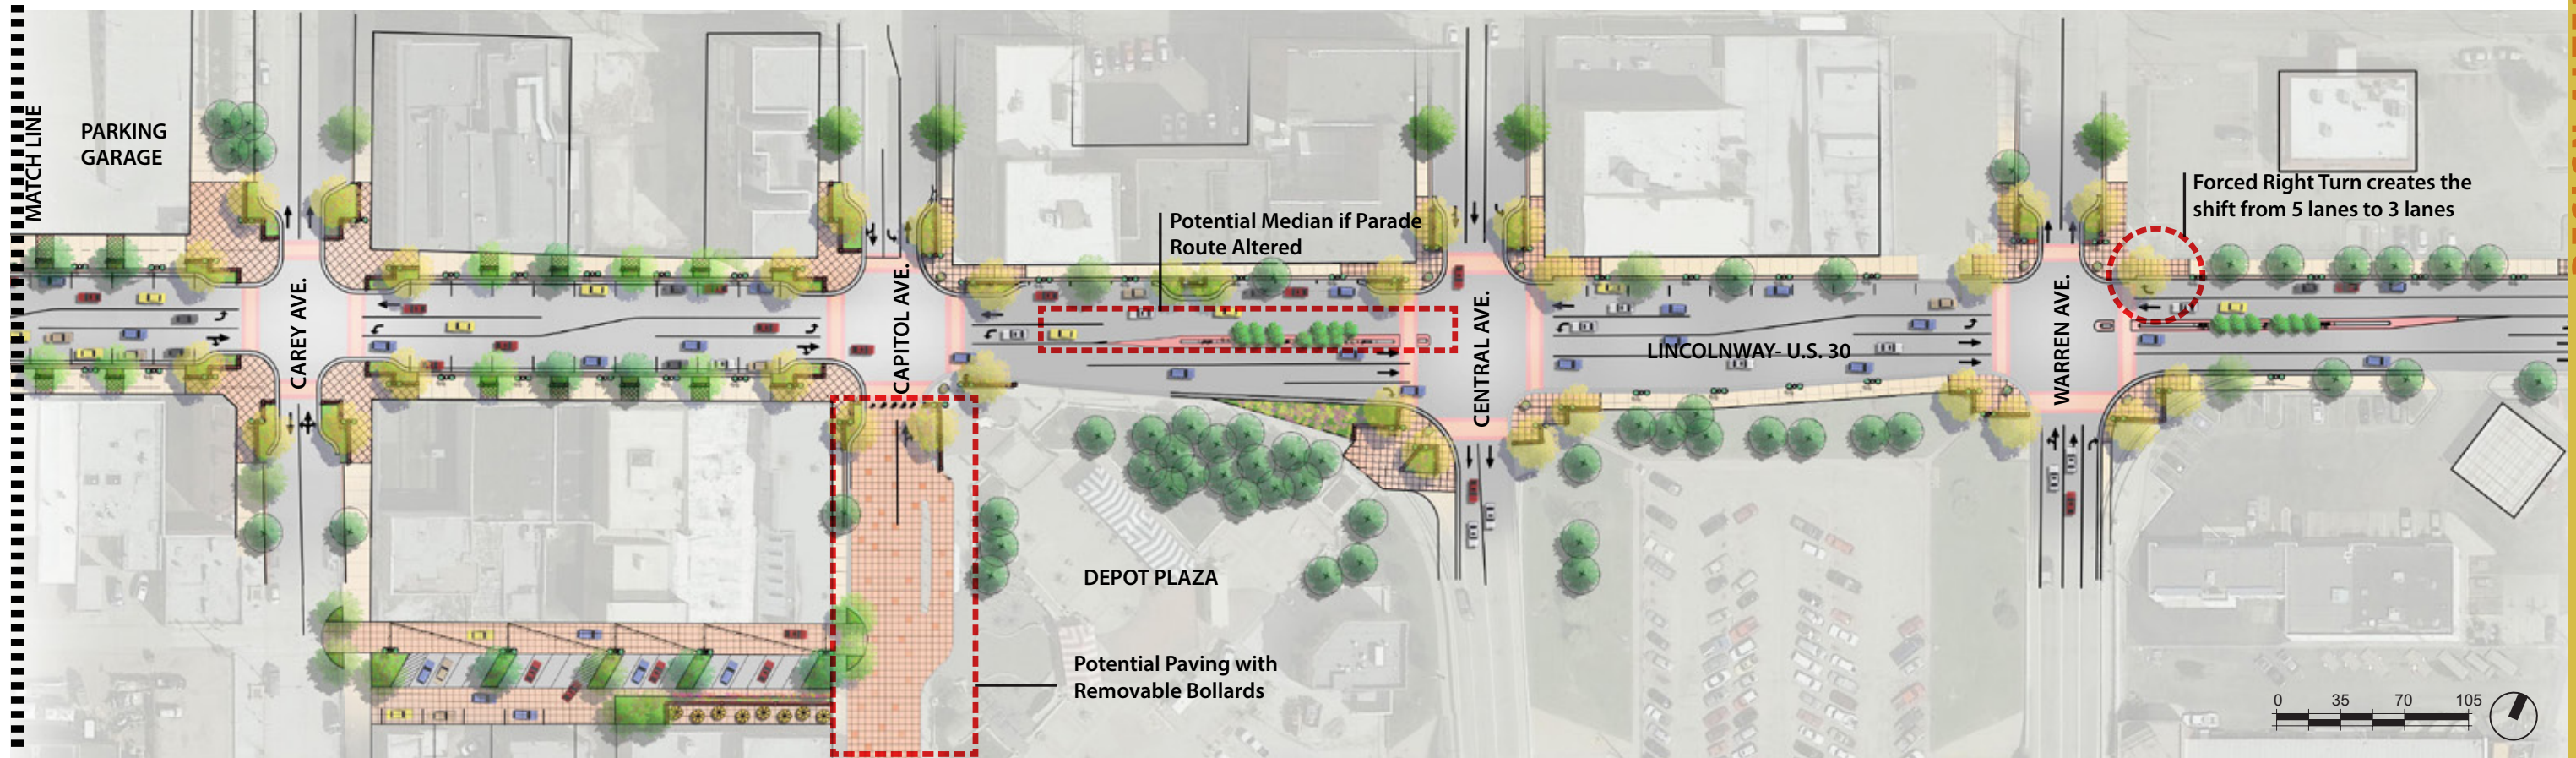 MATCH LINE
PARKING
GARAGE
CAREY AVE.
CAPITOL AVE.
Potential Median if Parade
Route Altered
CENTRAL AVE.
LINCOLNWAY- U.S. 30
WARREN AVE.
Forced Right Turn creates the
shift from 5 lanes to 3 lanes
DEPOT PLAZA
Potential Paving with
Removable Bollards
0 35 70 105